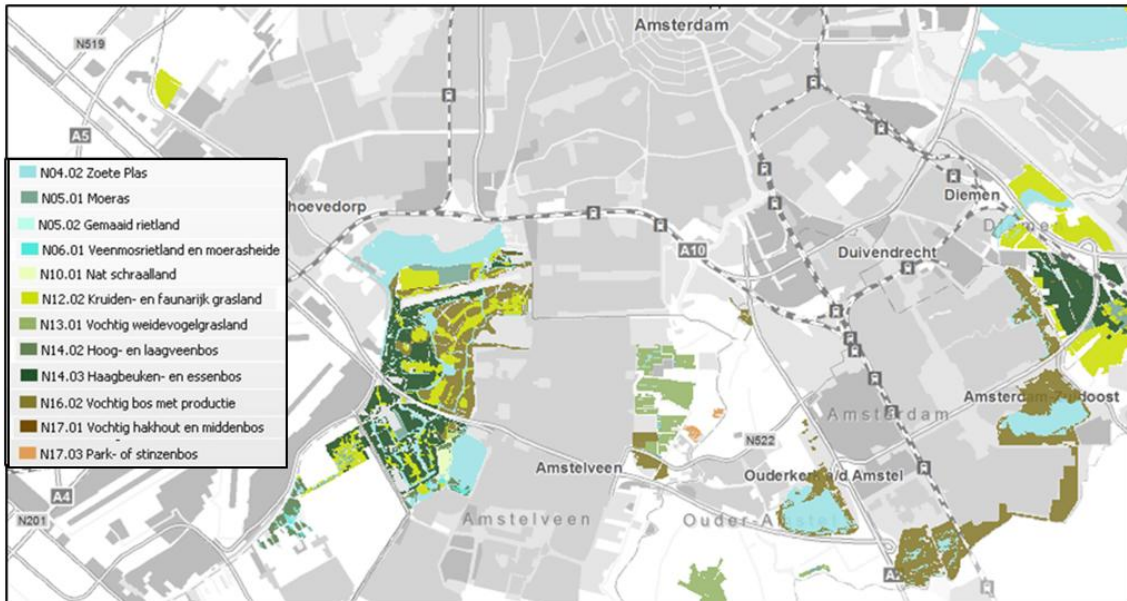 Amsterdam
N519
A5
N04.02 Zoete Plas
N05.01 Moeras
N05.02 Gemaaid rietland
N06.01 Veenmosrietland en moerasheide
N10.01 Nat schraalland
N12.02 Kruiden- en faunarijk grasland
N13.01 Vochtig weidevogelgrasland
N14.02 Hoog- en laagveenbos
N14.03 Haagbeuken- en essenbos
N16.02 Vochtig bos met productie
N17.01 Vochtig hakhout en middenbos
N17.03 Park- of stinzenbos
hoevedorp
Diemen
Diemen
A10
Duivendrecht
Amsterdam
N522
Amstelveen
Ouderkerk a/d Amstel
A4
N201
Amstelveen
A2